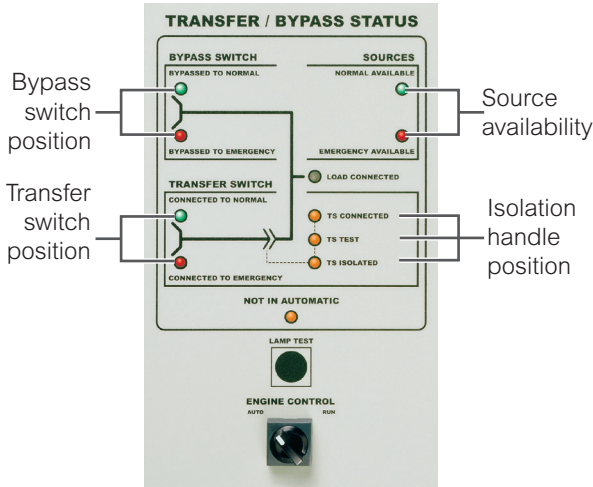 TRANSFER / BYPASS STATUS
BYPASS SWITCH
SOURCES
BYPASSED TO NORMAL
NORMAL AVAILABLE
BYPASSED TO EMERGENCY
EMERGENCY AVAILABLE
LOAD CONNECTED
TRANSFER SWITCH
CONNECTED TO NORMAL
TS CONNECTED
TS TEST
TS ISOLATED
CONNECTED TO EMERGENCY
NOT IN AUTOMATIC
LAMP TEST
ENGINE CONTROL
AUTO
RUN
Bypass
switch
position
Transfer
switch
position
Source
availability
Isolation
handle
position